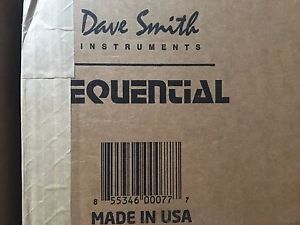 Dave Smith
INSTRUMENTS
EQUENTIAL
8 55346 00077 7
MADE IN USA